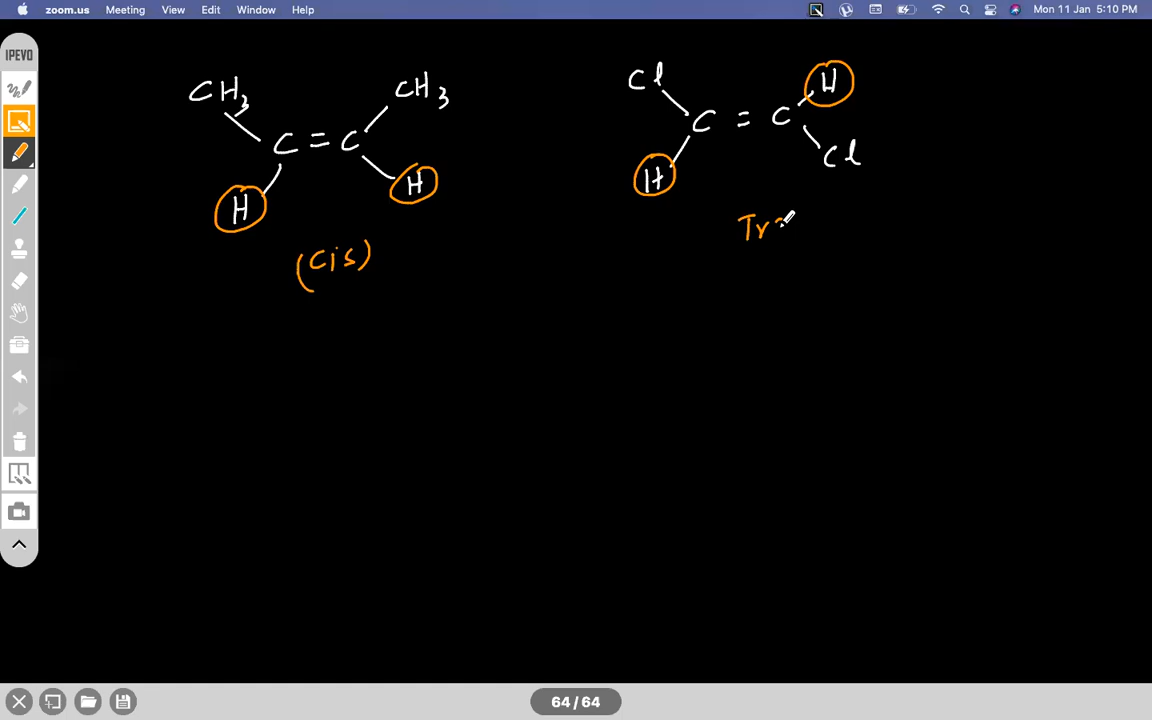 zoom.us Meeting View Edit Window Help Mon 11 Jan 5:10 PM
IPEVO
CH3 CH3
C = C
H H
(Cis)
Cl H
C = C
H Cl
Tra
64 / 64